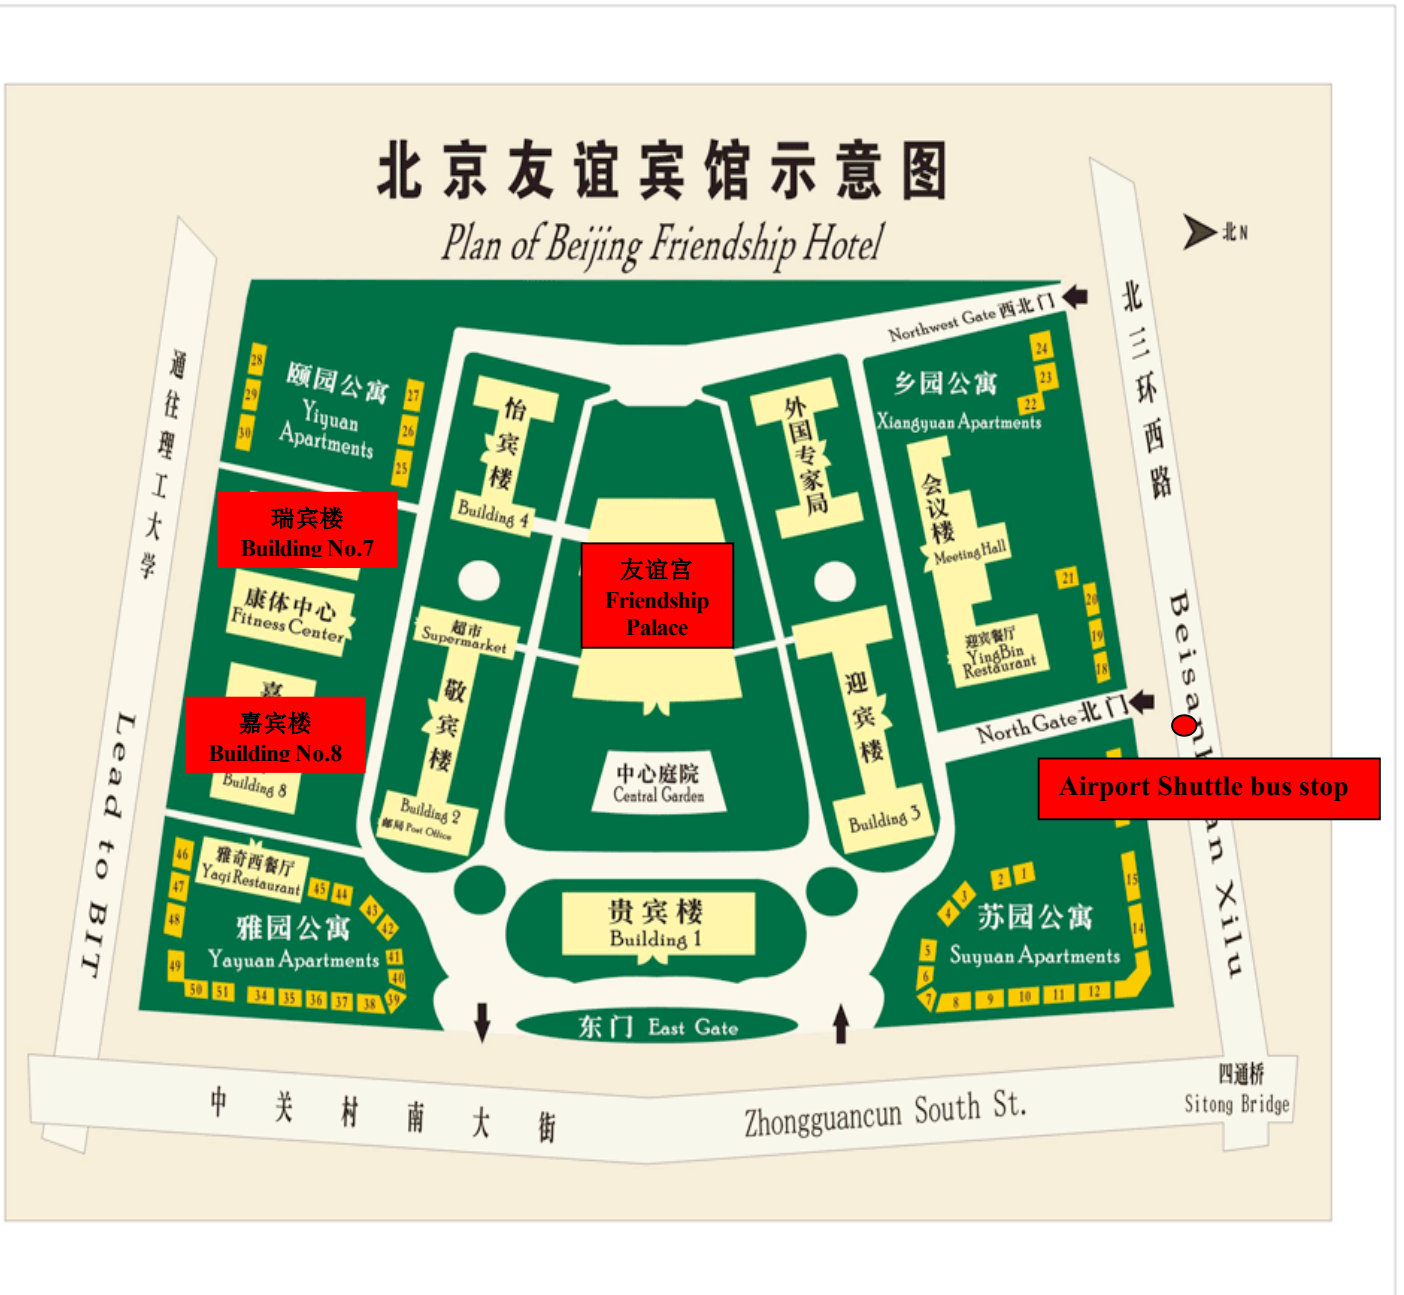 北京友谊宾馆示意图
Plan of Beijing Friendship Hotel
北 N
北三环西路
Beisanhuan Xilu
通往理工大学
Lead to BIT
Northwest Gate 西北门
28
29
30
颐园公寓
Yiyuan
Apartments
27
26
25
怡宾楼
Building 4
外国专家局
乡园公寓
Xiangyuan Apartments
24
23
22
会议楼
Meeting Hall
瑞宾楼
Building No.7
友谊宫
Friendship
Palace
康体中心
Fitness Center
超市
Supermarket
迎宾餐厅
YingBin
Restaurant
21
20
19
18
嘉
嘉宾楼
Building No.8
Building 8
敬宾楼
Building 2
邮局 Post Office
迎宾楼
Building 3
North Gate 北门
Airport Shuttle bus stop
中心庭院
Central Garden
雅奇西餐厅
Yaqi Restaurant
46
47
48
49
50
51
34
35
36
37
38
39
40
41
42
43
44
45
雅园公寓
Yayuan Apartments
贵宾楼
Building 1
苏园公寓
Suyuan Apartments
1
2
3
4
5
6
7
8
9
10
11
12
14
15
东门 East Gate
中关村南大街
Zhongguancun South St.
四通桥
Sitong Bridge